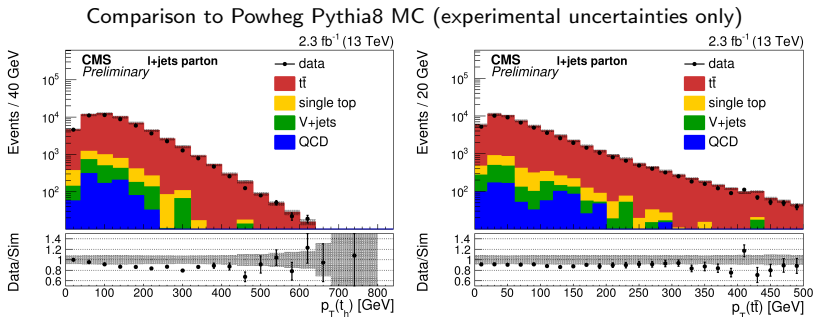 Comparison to Powheg Pythia8 MC (experimental uncertainties only)
2.3 fb⁻¹ (13 TeV)
CMS l+jets parton
Preliminary
data
tt̄
single top
V+jets
QCD
Events / 40 GeV
10⁵
10⁴
10³
10²
Data/Sim
1.4
1.2
1
0.8
0.6
0 100 200 300 400 500 600 700 800
p_T(t_h) [GeV]
2.3 fb⁻¹ (13 TeV)
CMS l+jets parton
Preliminary
data
tt̄
single top
V+jets
QCD
Events / 20 GeV
10⁵
10⁴
10³
10²
Data/Sim
1.4
1.2
1
0.8
0.6
0 50 100 150 200 250 300 350 400 450 500
p_T(tt̄) [GeV]